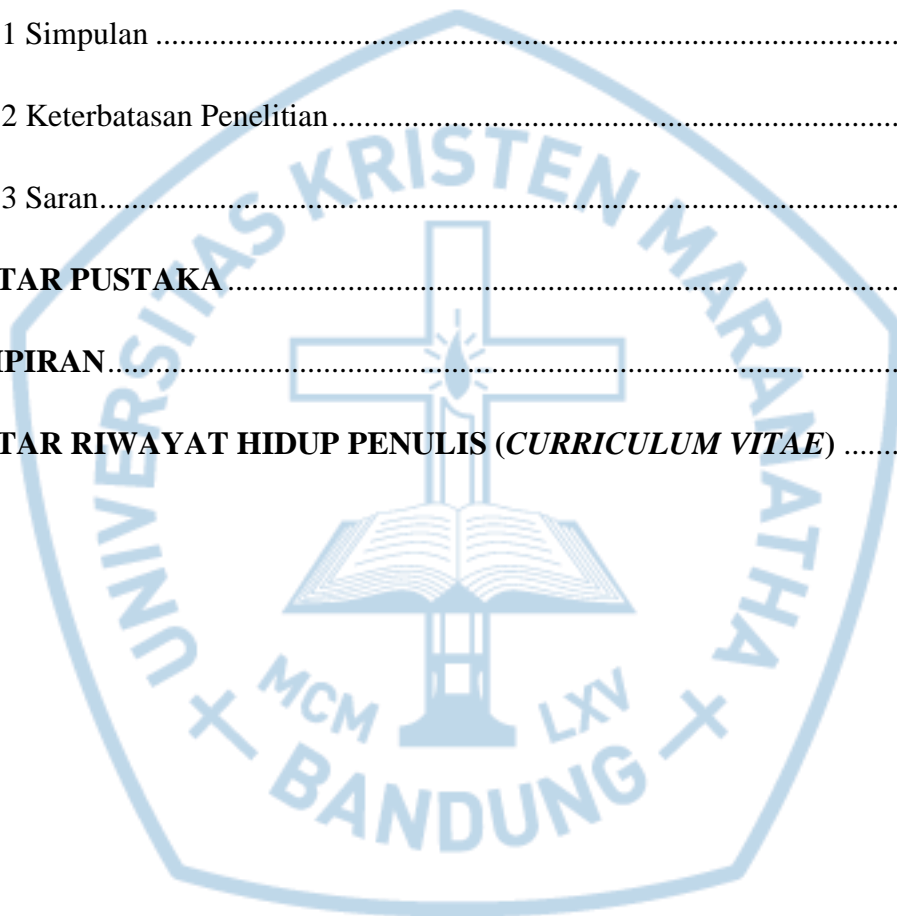 1 Simpulan ................................................................................
2 Keterbatasan Penelitian ................................................................................
3 Saran ................................................................................
TAR PUSTAKA ................................................................................
PIRAN ................................................................................
TAR RIWAYAT HIDUP PENULIS (CURRICULUM VITAE) .......
UNIVERSITAS KRISTEN MARANATHA
MCM LXV
BANDUNG